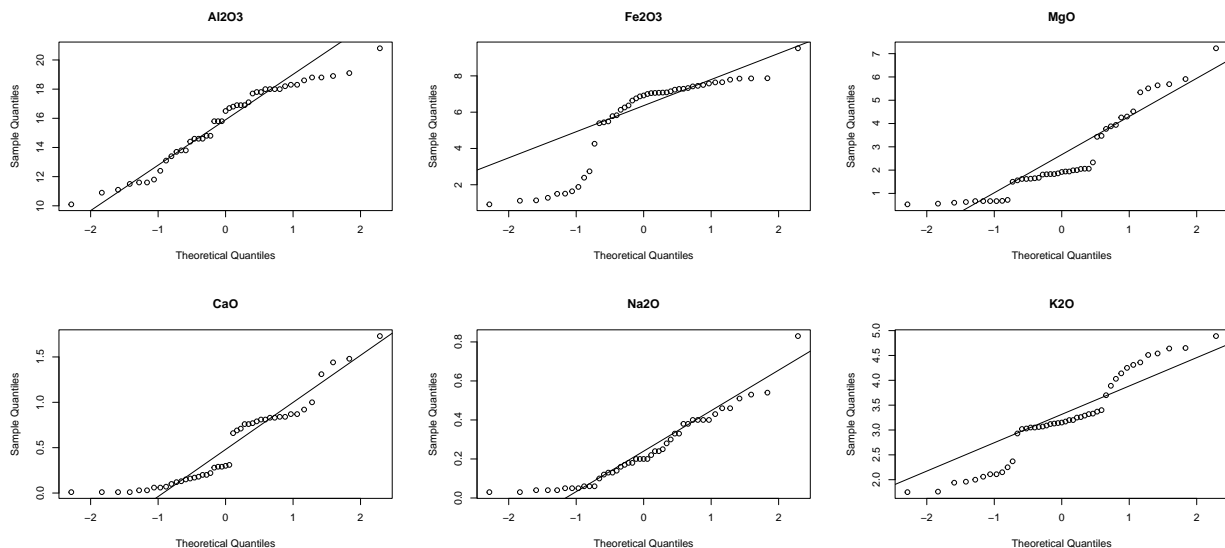 Al2O3
Fe2O3
MgO
Sample Quantiles
10 12 14 16 18 20
−2 −1 0 1 2
Theoretical Quantiles
Sample Quantiles
2 4 6 8
−2 −1 0 1 2
Theoretical Quantiles
Sample Quantiles
1 2 3 4 5 6 7
−2 −1 0 1 2
Theoretical Quantiles
CaO
Na2O
K2O
Sample Quantiles
0.0 0.5 1.0 1.5
−2 −1 0 1 2
Theoretical Quantiles
Sample Quantiles
0.0 0.2 0.4 0.6 0.8
−2 −1 0 1 2
Theoretical Quantiles
Sample Quantiles
2.0 2.5 3.0 3.5 4.0 4.5 5.0
−2 −1 0 1 2
Theoretical Quantiles